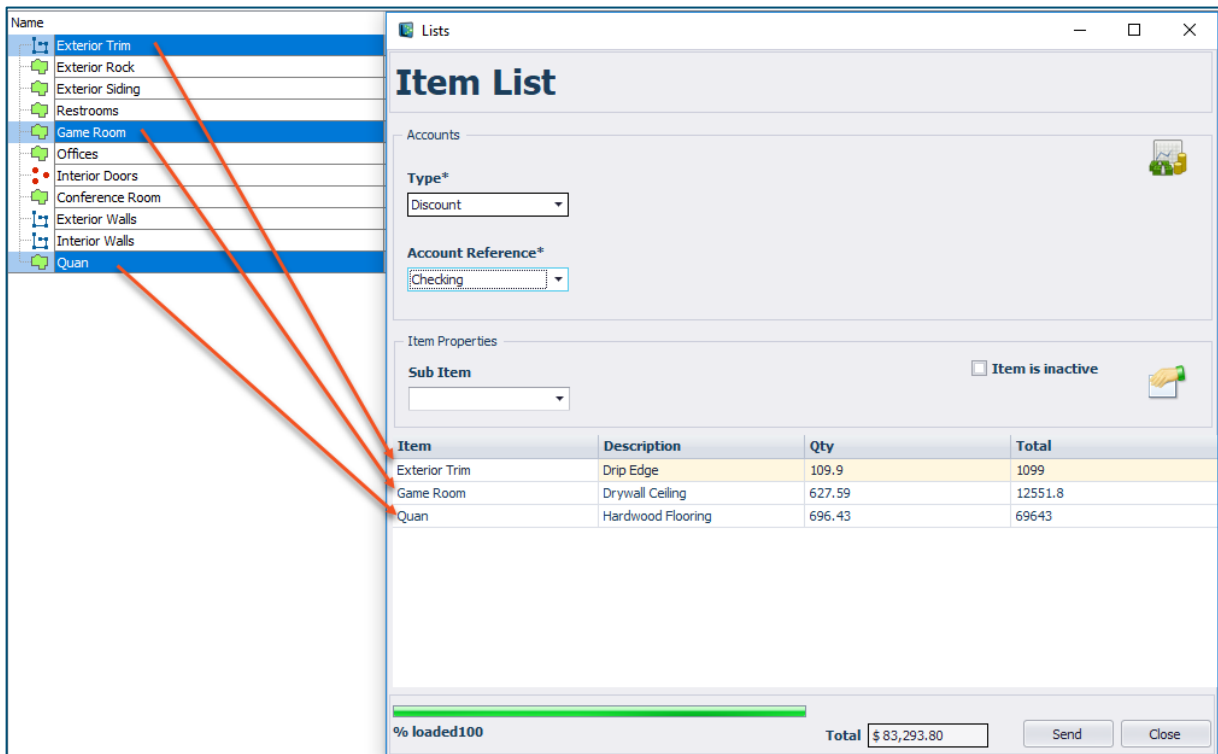 Name
Exterior Trim
Exterior Rock
Exterior Siding
Restrooms
Game Room
Offices
Interior Doors
Conference Room
Exterior Walls
Interior Walls
Quan
Lists
Item List
Accounts
Type*
Discount
Account Reference*
Checking
Item Properties
Sub Item
Item is inactive
Item Description Qty Total
Exterior Trim Drip Edge 109.9 1099
Game Room Drywall Ceiling 627.59 12551.8
Quan Hardwood Flooring 696.43 69643
% loaded100
Total $ 83,293.80 Send Close